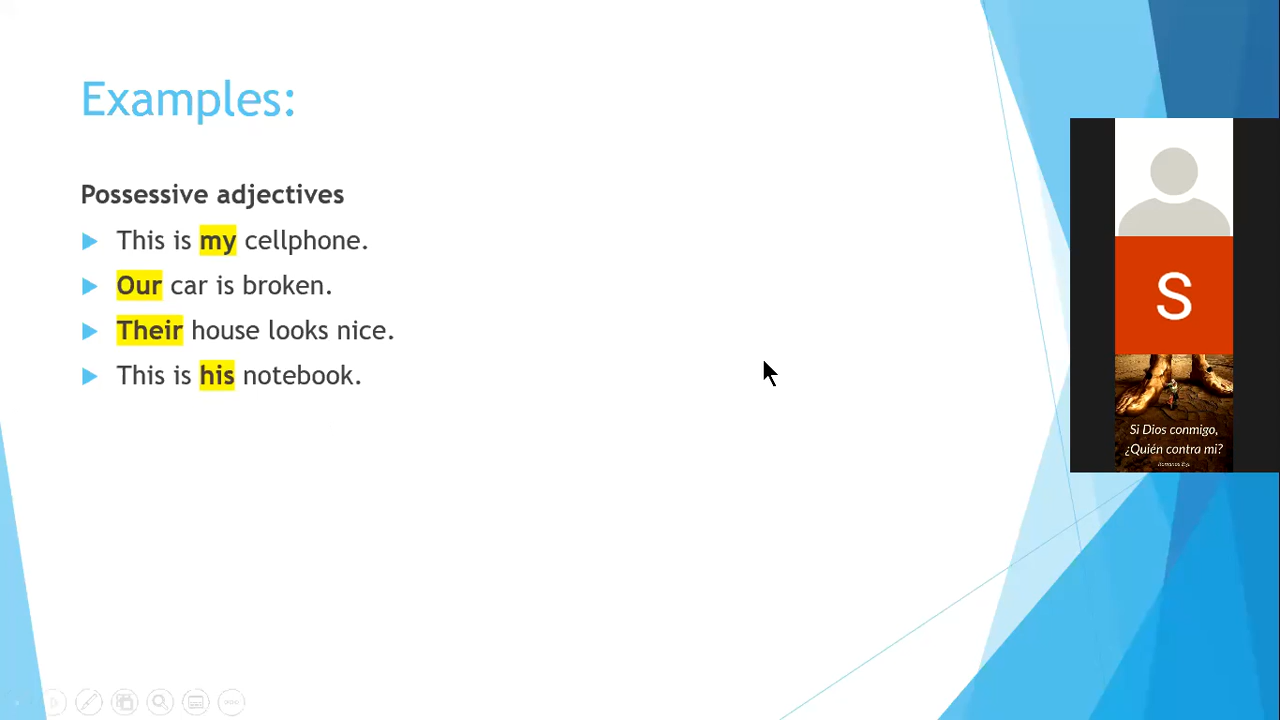 Examples:
Possessive adjectives
This is my cellphone.
Our car is broken.
Their house looks nice.
This is his notebook.
S
Si Dios conmigo,
¿Quién contra mi?